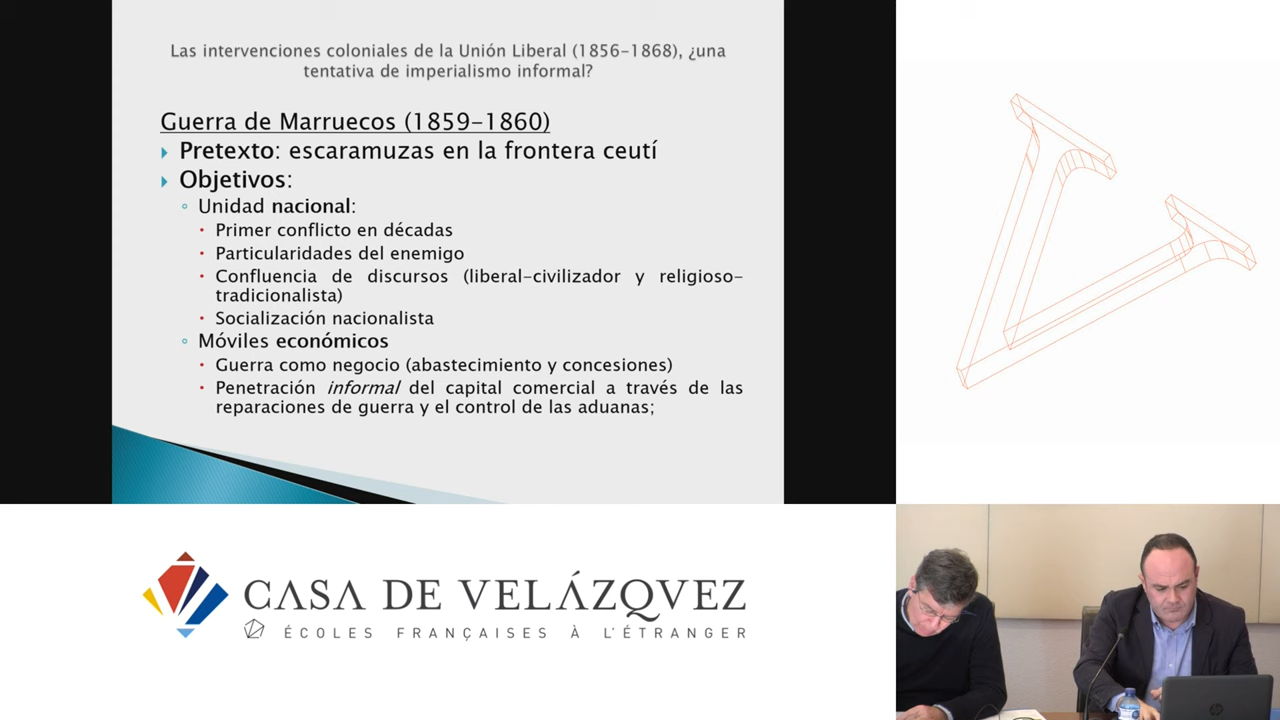 Las intervenciones coloniales de la Unión Liberal (1856-1868), ¿una
tentativa de imperialismo informal?
Guerra de Marruecos (1859-1860)
Pretexto: escaramuzas en la frontera ceutí
Objetivos:
Unidad nacional:
Primer conflicto en décadas
Particularidades del enemigo
Confluencia de discursos (liberal-civilizador y religioso-
tradicionalista)
Socialización nacionalista
Móviles económicos
Guerra como negocio (abastecimiento y concesiones)
Penetración informal del capital comercial a través de las
reparaciones de guerra y el control de las aduanas;
CASA DE VELÁZQVEZ
ÉCOLES FRANÇAISES À L'ÉTRANGER
hp